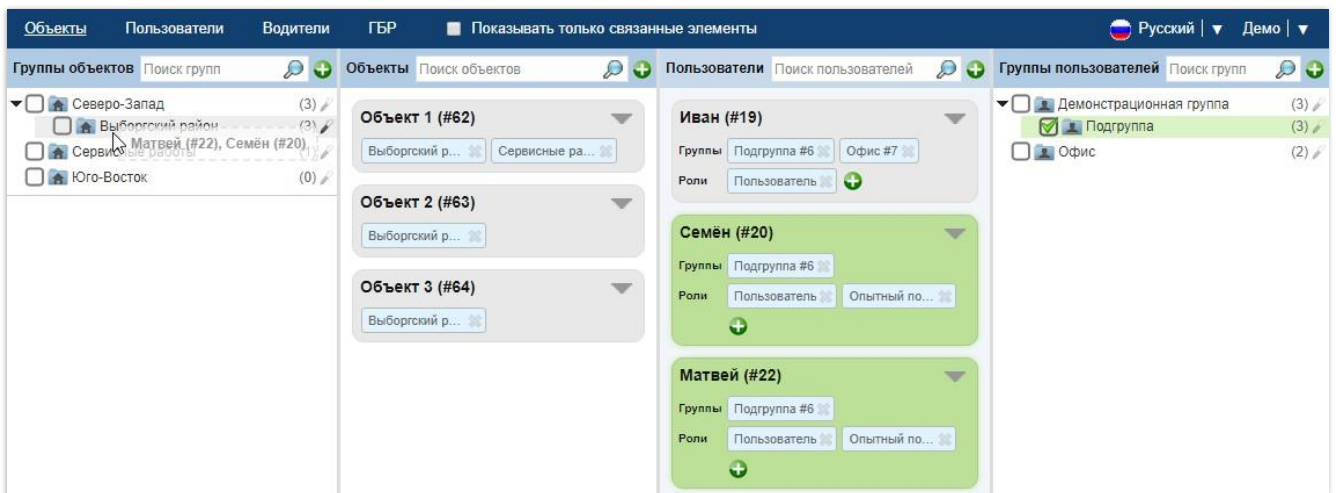 Объекты Пользователи Водители ГБР Показывать только связанные элементы Русский | ▼ Демо | ▼
Группы объектов Поиск групп
Северо-Запад (3)
Выборгский район (3)
Матвей (#22), Семён (#20)
Сервисные работы (1)
Юго-Восток (0)
Объекты Поиск объектов
Объект 1 (#62)
Выборгский р... Сервисные ра...
Объект 2 (#63)
Выборгский р...
Объект 3 (#64)
Выборгский р...
Пользователи Поиск пользователей
Иван (#19)
Группы Подгруппа #6 Офис #7
Роли Пользователь
Семён (#20)
Группы Подгруппа #6
Роли Пользователь Опытный по...
Матвей (#22)
Группы Подгруппа #6
Роли Пользователь Опытный по...
Группы пользователей Поиск групп
Демонстрационная группа (3)
Подгруппа (3)
Офис (2)